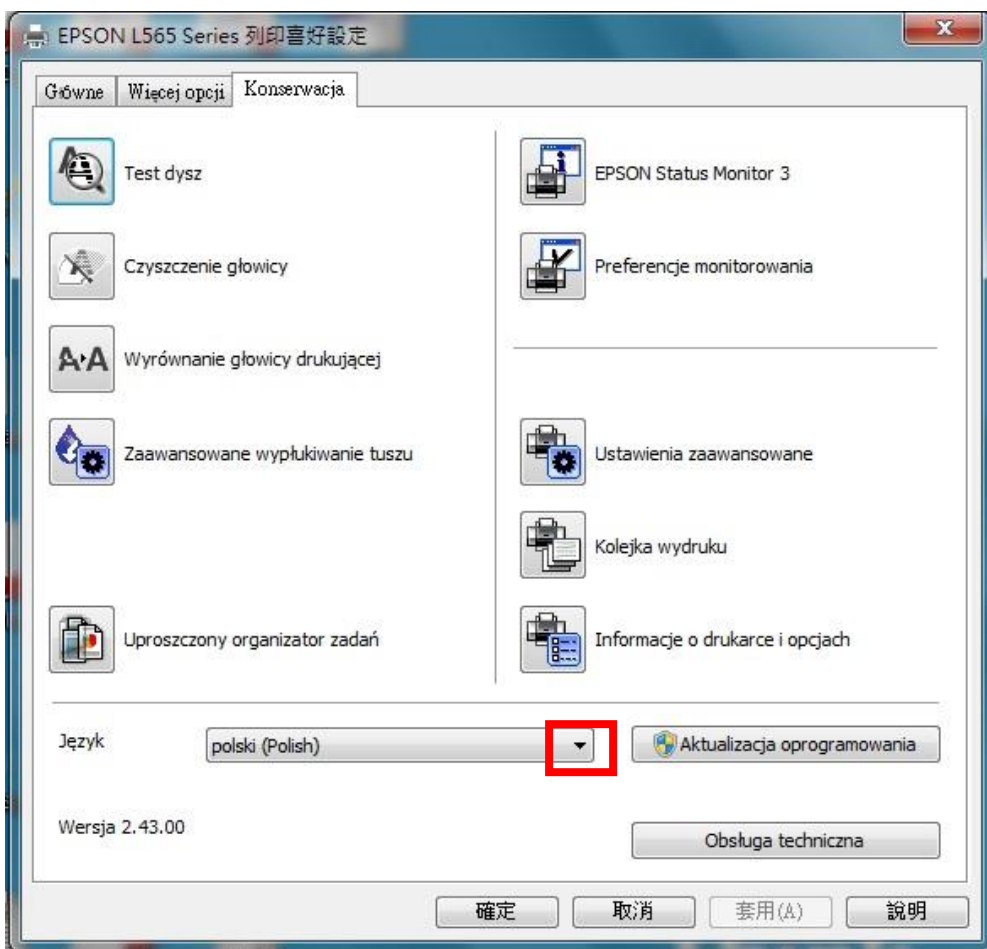 EPSON L565 Series 列印喜好設定
Główne Więcej opcji Konserwacja
Test dysz
Czyszczenie głowicy
A A Wyrównanie głowicy drukującej
Zaawansowane wypłukiwanie tuszu
Uproszczony organizator zadań
EPSON Status Monitor 3
Preferencje monitorowania
Ustawienia zaawansowane
Kolejka wydruku
Informacje o drukarce i opcjach
Język polski (Polish) Aktualizacja oprogramowania
Wersja 2.43.00
Obsługa techniczna
確定 取消 套用(A) 說明